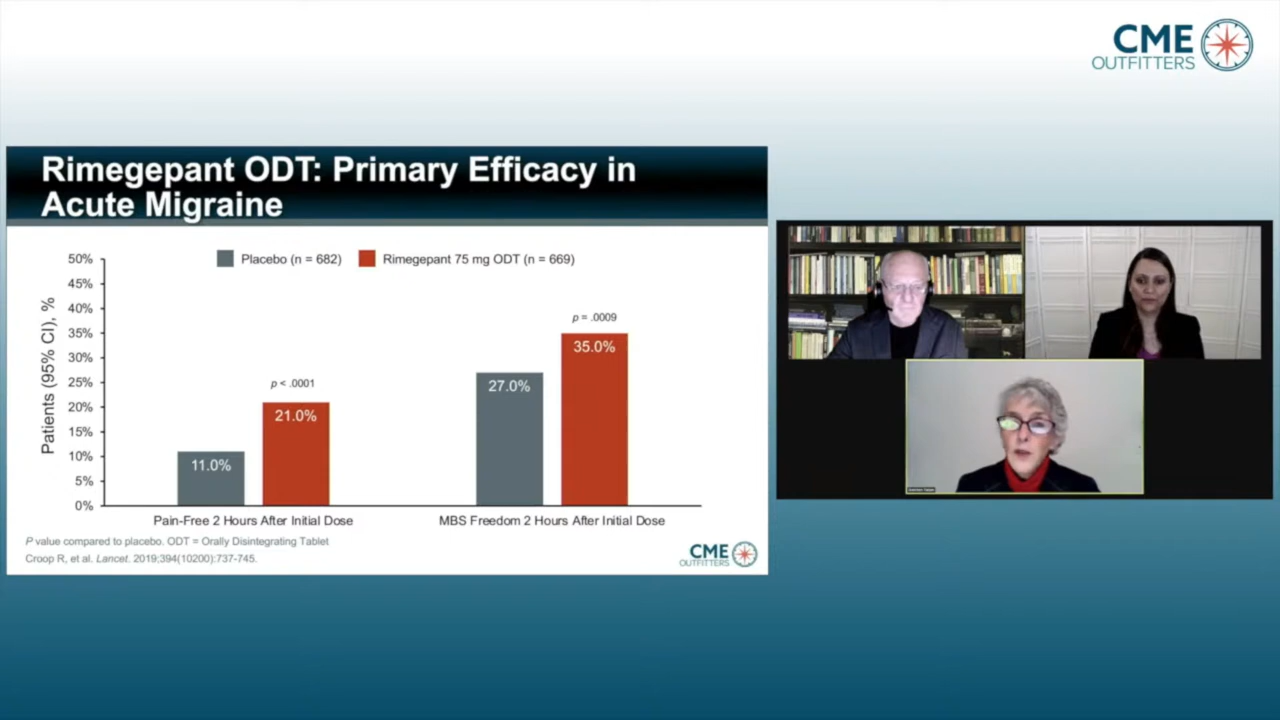 CME
OUTFITTERS
Rimegepant ODT: Primary Efficacy in
Acute Migraine
Patients (95% CI), %
50%
45%
40%
35%
30%
25%
20%
15%
10%
5%
0%
Placebo (n = 682)
Rimegepant 75 mg ODT (n = 669)
p < .0001
11.0%
21.0%
p = .0009
27.0%
35.0%
Pain-Free 2 Hours After Initial Dose
MBS Freedom 2 Hours After Initial Dose
P value compared to placebo. ODT = Orally Disintegrating Tablet
Croop R, et al. Lancet. 2019;394(10200):737-745.
CME
OUTFITTERS